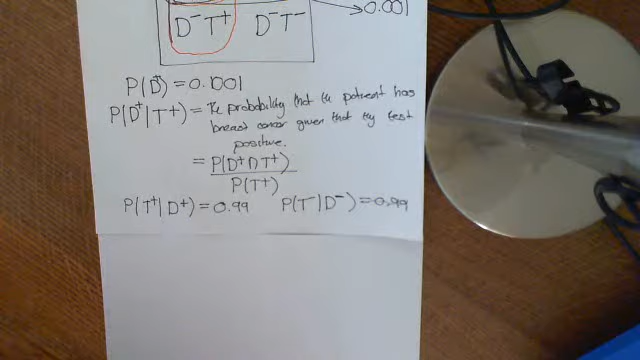 0.001
D⁻T⁺ D⁻T⁻
P(D⁺) = 0.001
P(D⁺|T⁺) = The probability that the patient has
breast cancer given that they test
positive.
= P(D⁺∩T⁺)
P(T⁺)
P(T⁺|D⁺) = 0.99 P(T⁻|D⁻) = 0.99